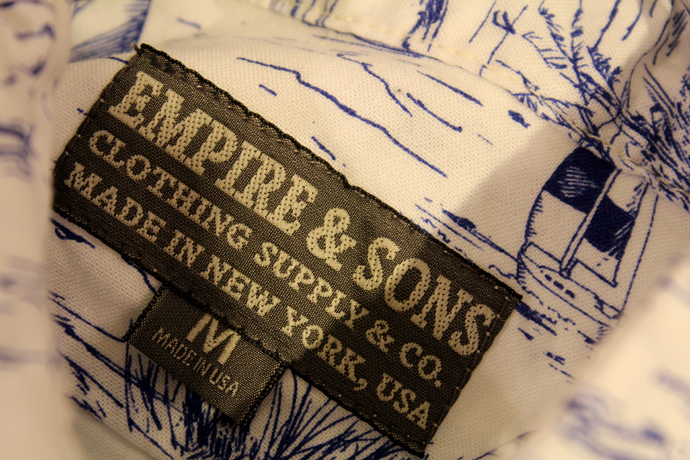 EMPIRE & SONS
CLOTHING SUPPLY & CO.
MADE IN NEW YORK, USA
M
MADE IN USA